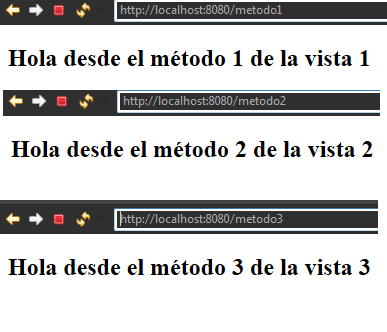 http://localhost:8080/metodo1
Hola desde el método 1 de la vista 1
http://localhost:8080/metodo2
Hola desde el método 2 de la vista 2
http://localhost:8080/metodo3
Hola desde el método 3 de la vista 3